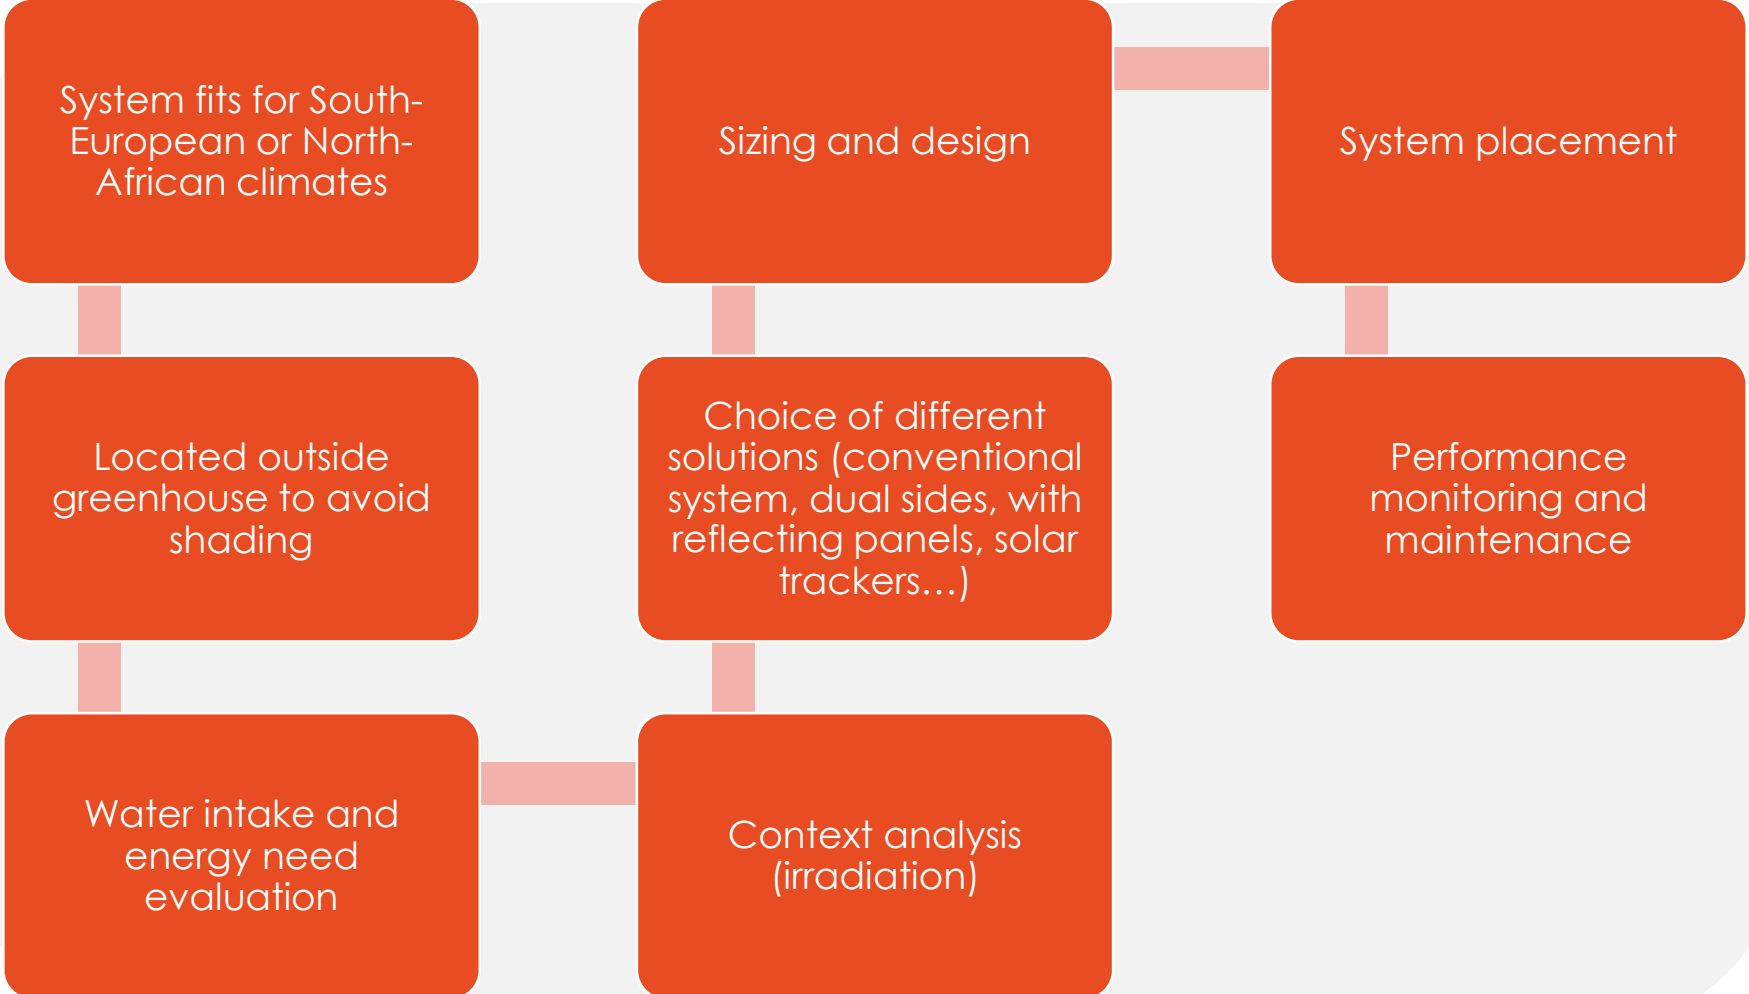 System fits for South-
European or North-
African climates
Located outside
greenhouse to avoid
shading
Water intake and
energy need
evaluation
Context analysis
(irradiation)
Choice of different
solutions (conventional
system, dual sides, with
reflecting panels, solar
trackers…)
Sizing and design
System placement
Performance
monitoring and
maintenance